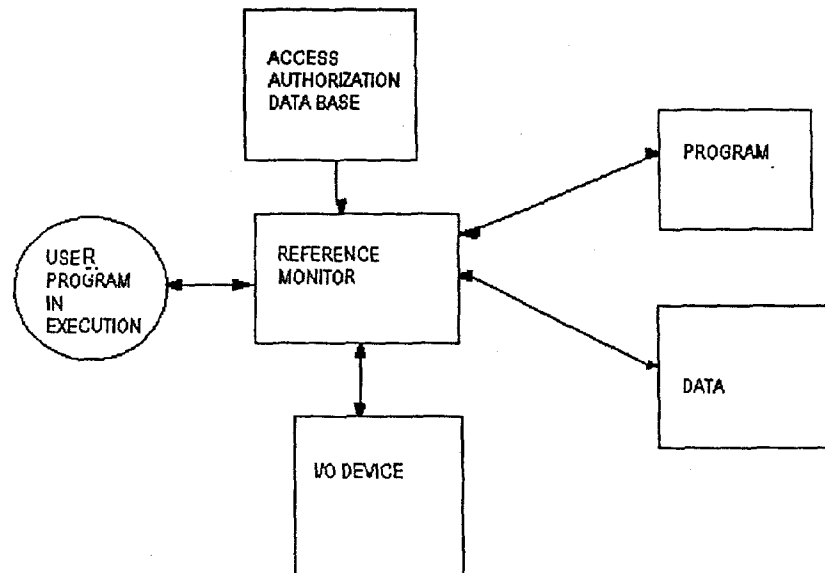 ACCESS
AUTHORIZATION
DATA BASE
PROGRAM
REFERENCE
MONITOR
USER
PROGRAM
IN
EXECUTION
DATA
I/O DEVICE